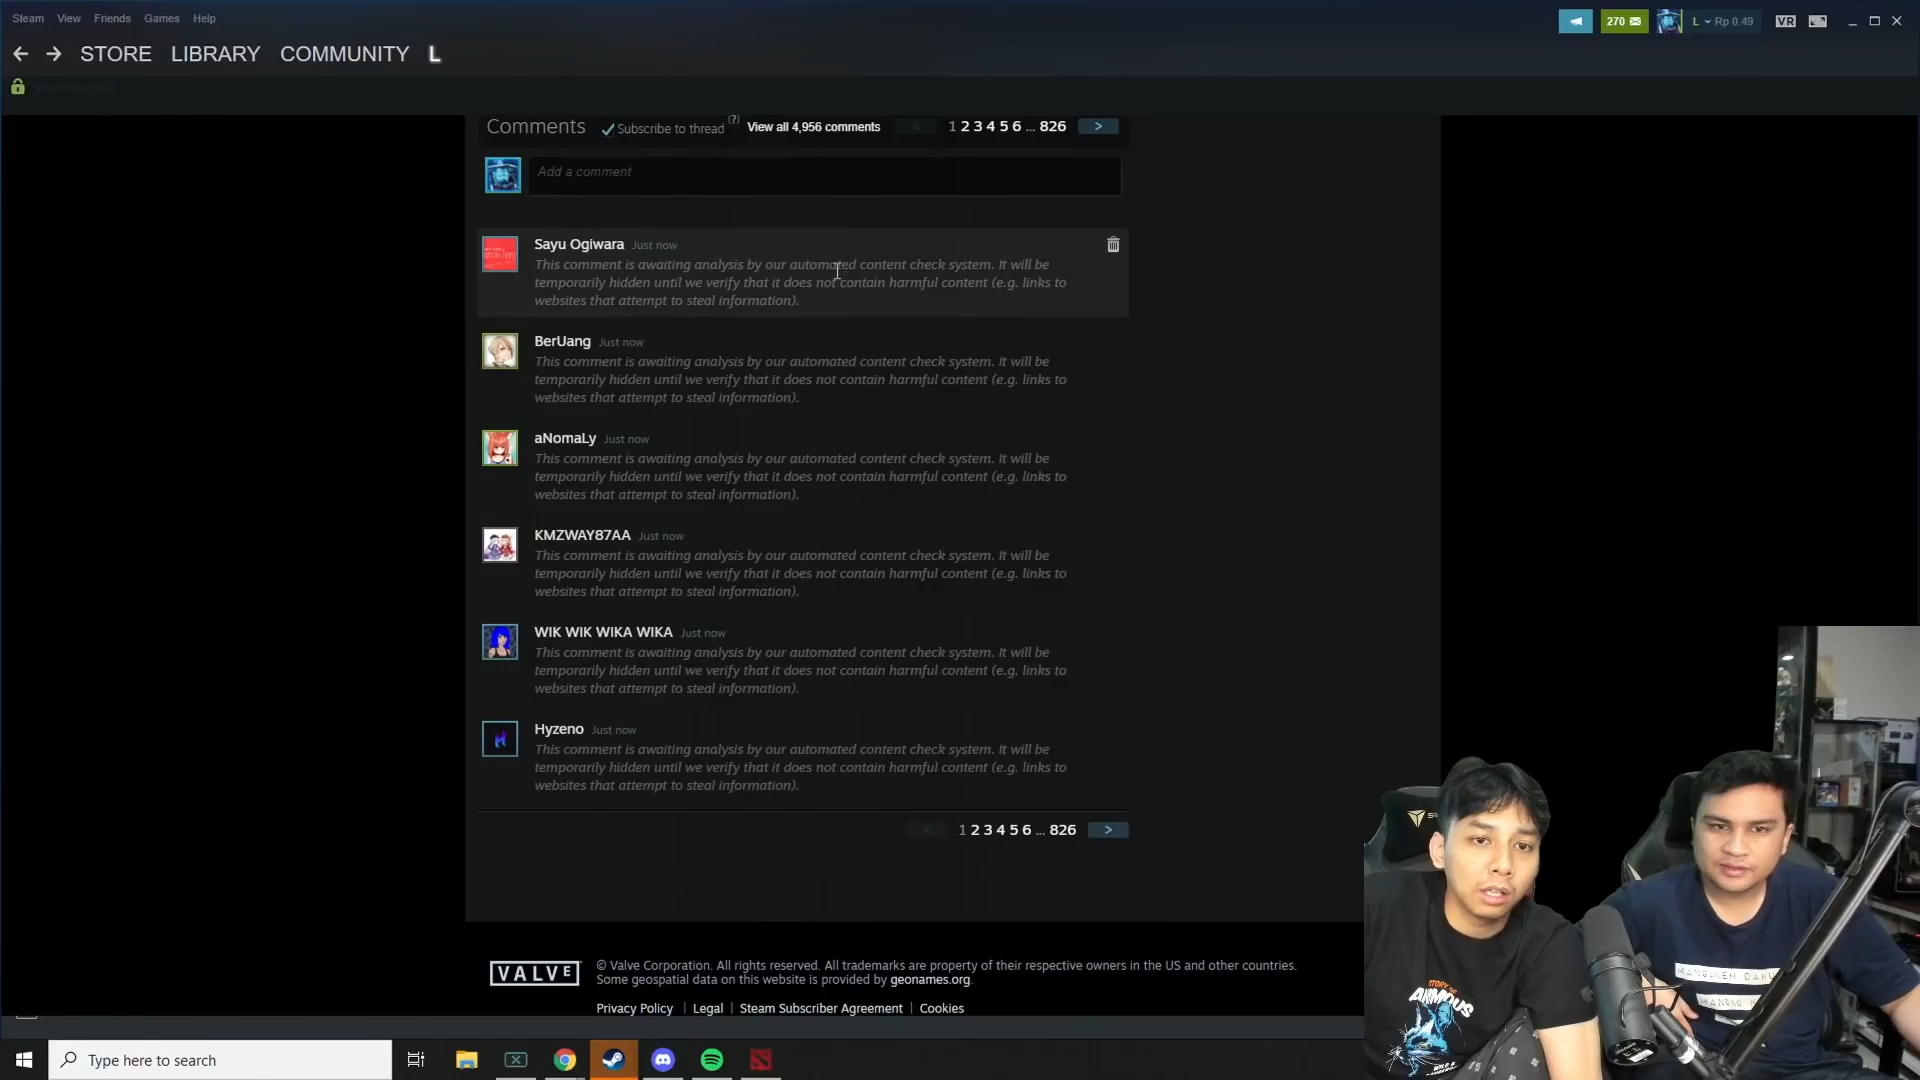 Steam View Friends Games Help
270
L Rp 0.49
VR
STORE LIBRARY COMMUNITY L
Comments Subscribe to thread (?) View all 4,956 comments < 1 2 3 4 5 6 ... 826 >
Add a comment
Sayu Ogiwara Just now
This comment is awaiting analysis by our automated content check system. It will be
temporarily hidden until we verify that it does not contain harmful content (e.g. links to
websites that attempt to steal information).
BerUang Just now
This comment is awaiting analysis by our automated content check system. It will be
temporarily hidden until we verify that it does not contain harmful content (e.g. links to
websites that attempt to steal information).
aNomaLy Just now
This comment is awaiting analysis by our automated content check system. It will be
temporarily hidden until we verify that it does not contain harmful content (e.g. links to
websites that attempt to steal information).
KMZWAY87AA Just now
This comment is awaiting analysis by our automated content check system. It will be
temporarily hidden until we verify that it does not contain harmful content (e.g. links to
websites that attempt to steal information).
WIK WIK WIKA WIKA Just now
This comment is awaiting analysis by our automated content check system. It will be
temporarily hidden until we verify that it does not contain harmful content (e.g. links to
websites that attempt to steal information).
Hyzeno Just now
This comment is awaiting analysis by our automated content check system. It will be
temporarily hidden until we verify that it does not contain harmful content (e.g. links to
websites that attempt to steal information).
< 1 2 3 4 5 6 ... 826 >
VALVE
© Valve Corporation. All rights reserved. All trademarks are property of their respective owners in the US and other countries.
Some geospatial data on this website is provided by geonames.org.
Privacy Policy | Legal | Steam Subscriber Agreement | Cookies
STORY OF
Type here to search